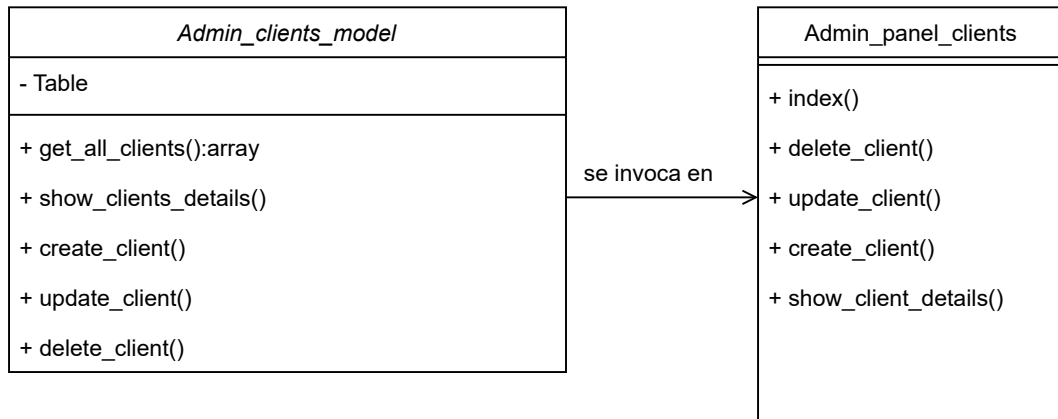 Admin_clients_model
- Table
+ get_all_clients():array
+ show_clients_details()
+ create_client()
+ update_client()
+ delete_client()
se invoca en
Admin_panel_clients
+ index()
+ delete_client()
+ update_client()
+ create_client()
+ show_client_details()